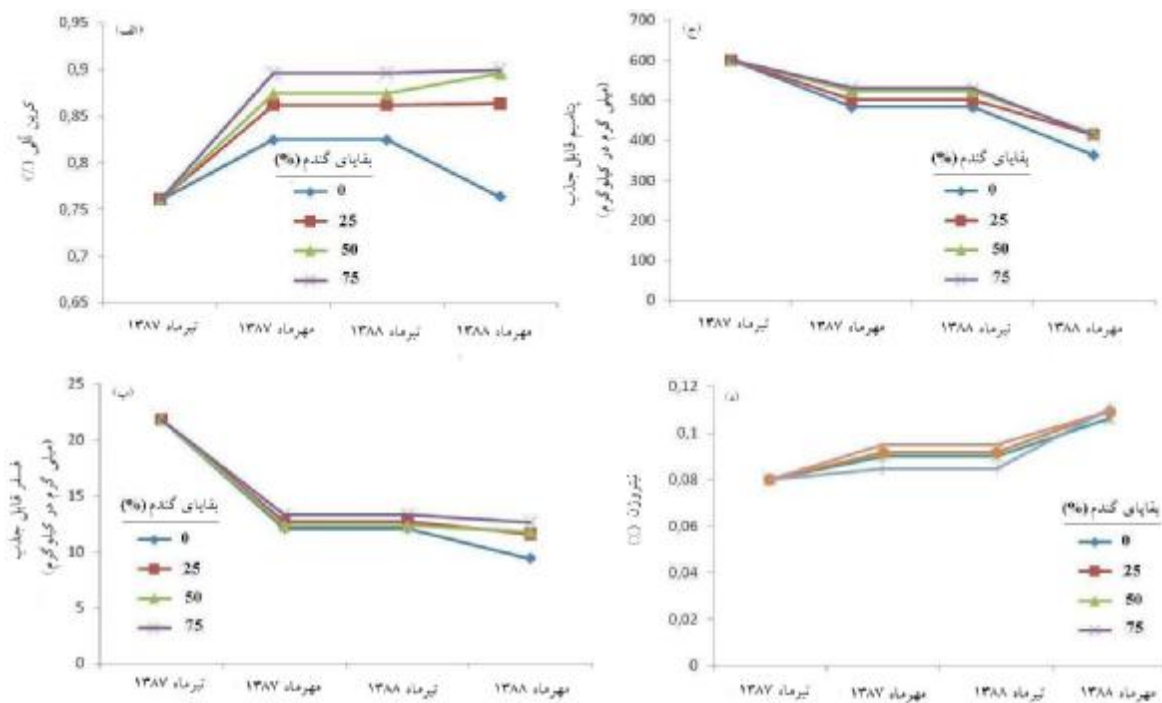 (الف)
کربن آلی (٪)
0,95
0,9
0,85
0,8
0,75
0,7
0,65
بقایای گندم (%)
0
25
50
75
تیرماه ۱۳۸۷
مهرماه ۱۳۸۷
تیرماه ۱۳۸۸
مهرماه ۱۳۸۸
(ج)
پتاسیم قابل جذب
(میلی گرم در کیلوگرم)
700
600
500
400
300
200
100
0
بقایای گندم (%)
0
25
50
75
تیرماه ۱۳۸۷
مهرماه ۱۳۸۷
تیرماه ۱۳۸۸
مهرماه ۱۳۸۸
(ب)
فسفر قابل جذب
(میلی گرم در کیلوگرم)
25
20
15
10
5
0
بقایای گندم (%)
0
25
50
75
تیرماه ۱۳۸۷
مهرماه ۱۳۸۷
تیرماه ۱۳۸۸
مهرماه ۱۳۸۸
(د)
نیتروژن (٪)
0,12
0,1
0,08
0,06
0,04
0,02
0
بقایای گندم (%)
0
25
50
75
تیرماه ۱۳۸۷
مهرماه ۱۳۸۷
تیرماه ۱۳۸۸
مهرماه ۱۳۸۸